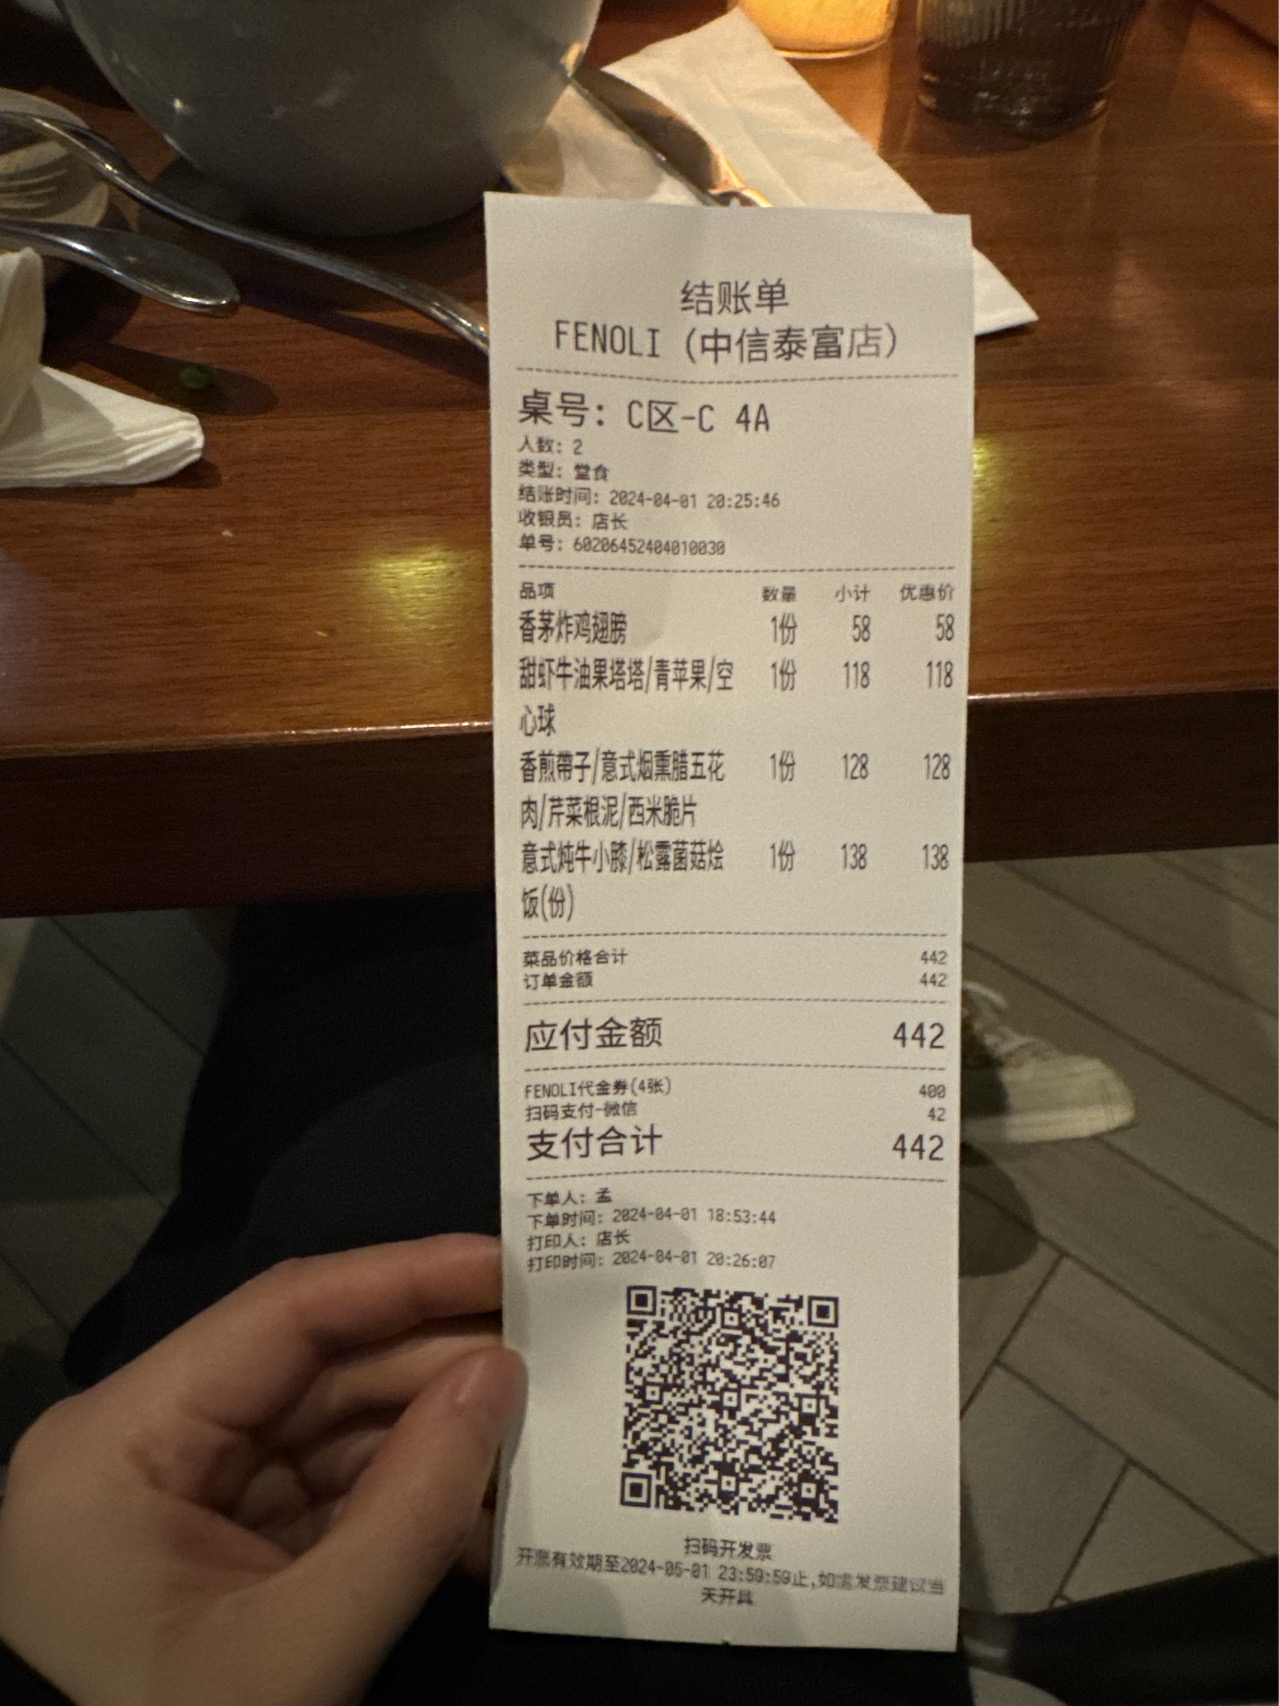 结账单
FENOLI (中信泰富店)
桌号: C区-C 4A
人数: 2
类型: 堂食
结账时间: 2024-04-01 20:25:46
收银员: 店长
单号: 60206452404010030
品项 数量 小计 优惠价
香茅炸鸡翅膀 1份 58 58
甜虾牛油果塔塔/青苹果/空 1份 118 118
心球
香煎帶子/意式烟熏腊五花 1份 128 128
肉/芹菜根泥/西米脆片
意式炖牛小膝/松露菌菇烩 1份 138 138
饭(份)
菜品价格合计 442
订单金额 442
应付金额 442
FENOLI代金券(4张) 400
扫码支付-微信 42
支付合计 442
下单人: 孟
下单时间: 2024-04-01 18:53:44
打印人: 店长
打印时间: 2024-04-01 20:26:07
扫码开发票
开票有效期至2024-05-01 23:59:59止,如需发票建议当
天开具